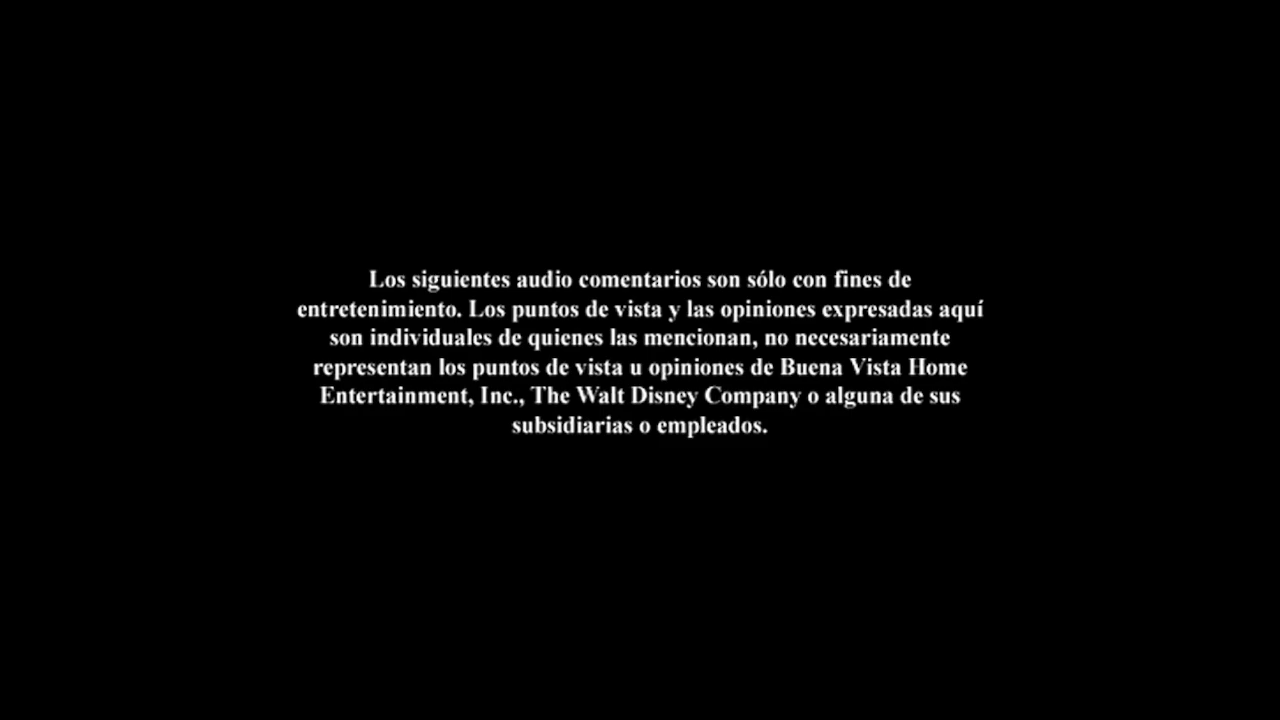 Los siguientes audio comentarios son sólo con fines de
entretenimiento. Los puntos de vista y las opiniones expresadas aquí
son individuales de quienes las mencionan, no necesariamente
representan los puntos de vista u opiniones de Buena Vista Home
Entertainment, Inc., The Walt Disney Company o alguna de sus
subsidiarias o empleados.